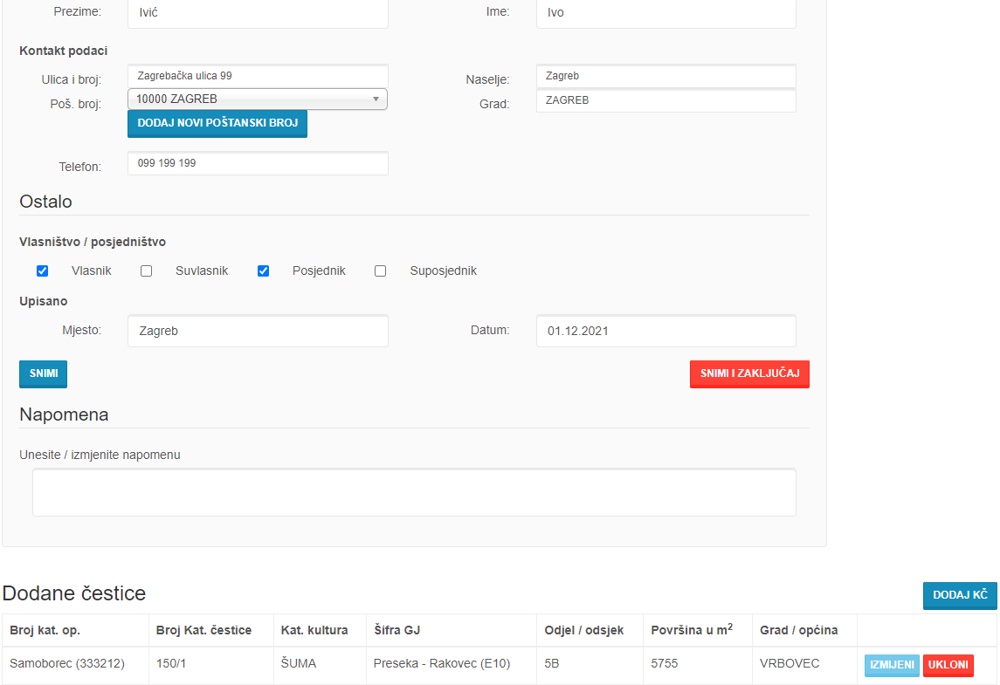 Prezime: Ivić Ime: Ivo
Kontakt podaci
Ulica i broj: Zagrebačka ulica 99 Naselje: Zagreb
Poš. broj: 10000 ZAGREB Grad: ZAGREB
DODAJ NOVI POŠTANSKI BROJ
Telefon: 099 199 199
Ostalo
Vlasništvo / posjedništvo
Vlasnik Suvlasnik Posjednik Suposjednik
Upisano
Mjesto: Zagreb Datum: 01.12.2021
SNIMI SNIMI I ZAKLJUČAJ
Napomena
Unesite / izmjenite napomenu
Dodane čestice DODAJ KČ
Broj kat. op. Broj Kat. čestice Kat. kultura Šifra GJ Odjel / odsjek Površina u m² Grad / općina
Samoborec (333212) 150/1 ŠUMA Preseka - Rakovec (E10) 5B 5755 VRBOVEC IZMIJENI UKLONI